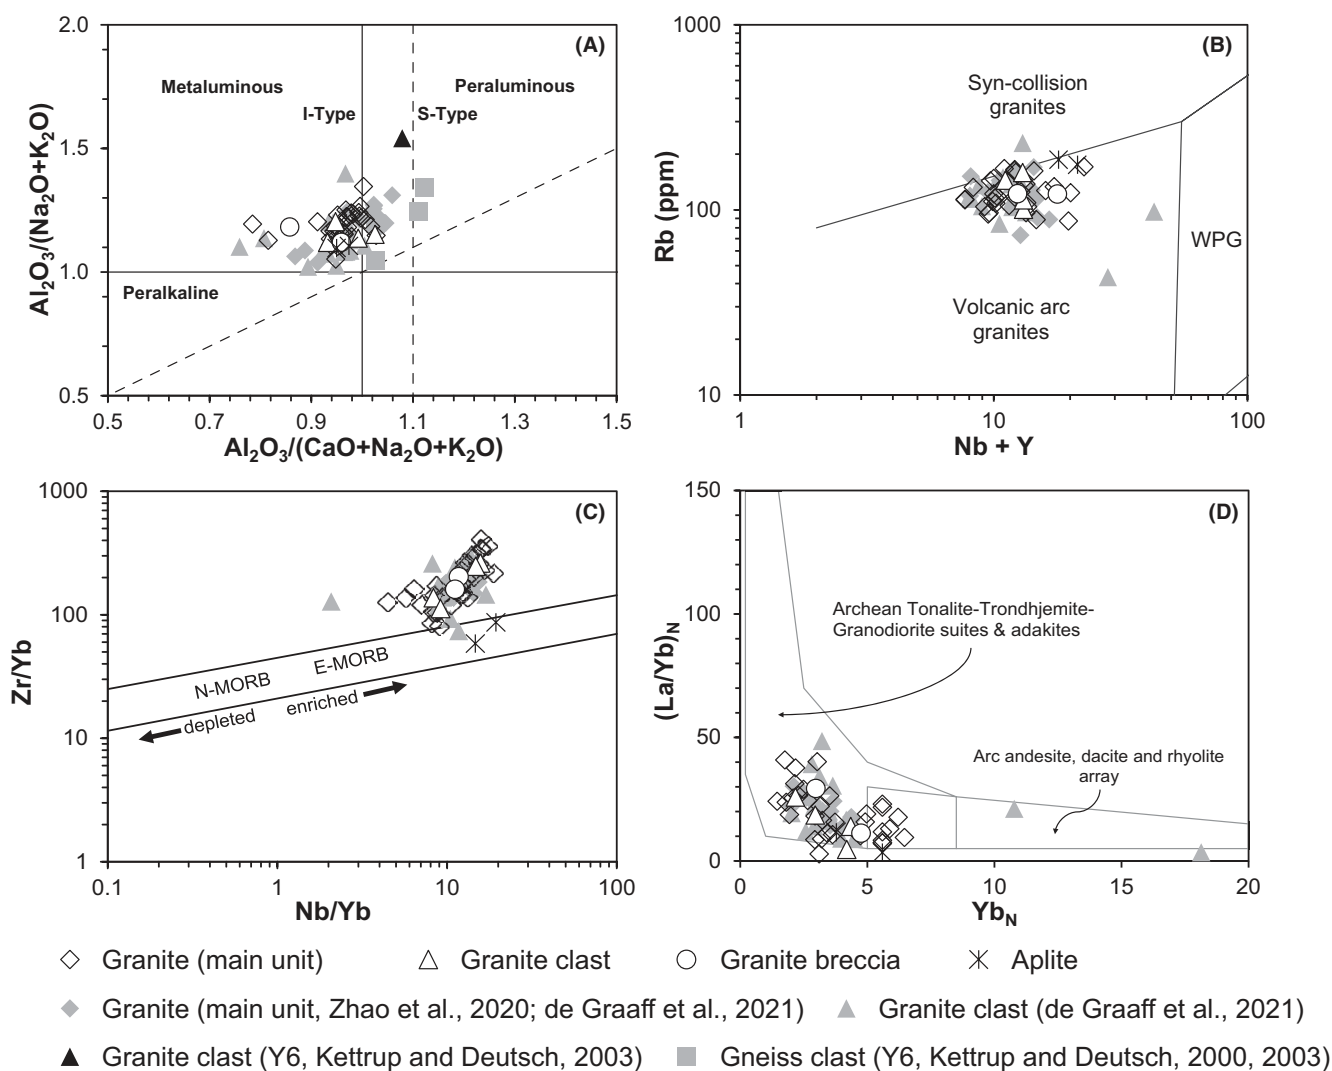 (A)
2.0
1.5
1.0
0.5
Al₂O₃/(Na₂O+K₂O)
Metaluminous
Peraluminous
I-Type
S-Type
Peralkaline
0.5 0.7 0.9 1.1 1.3 1.5
Al₂O₃/(CaO+Na₂O+K₂O)
(B)
1000
100
10
Rb (ppm)
Syn-collision
granites
WPG
Volcanic arc
granites
1 10 100
Nb + Y
(C)
1000
100
10
1
Zr/Yb
N-MORB
E-MORB
depleted
enriched
0.1 1 10 100
Nb/Yb
(D)
150
100
50
0
(La/Yb)N
Archean Tonalite-Trondhjemite-
Granodiorite suites & adakites
Arc andesite, dacite and rhyolite
array
0 5 10 15 20
YbN
Granite (main unit) Granite clast Granite breccia Aplite
Granite (main unit, Zhao et al., 2020; de Graaff et al., 2021) Granite clast (de Graaff et al., 2021)
Granite clast (Y6, Kettrup and Deutsch, 2003) Gneiss clast (Y6, Kettrup and Deutsch, 2000, 2003)